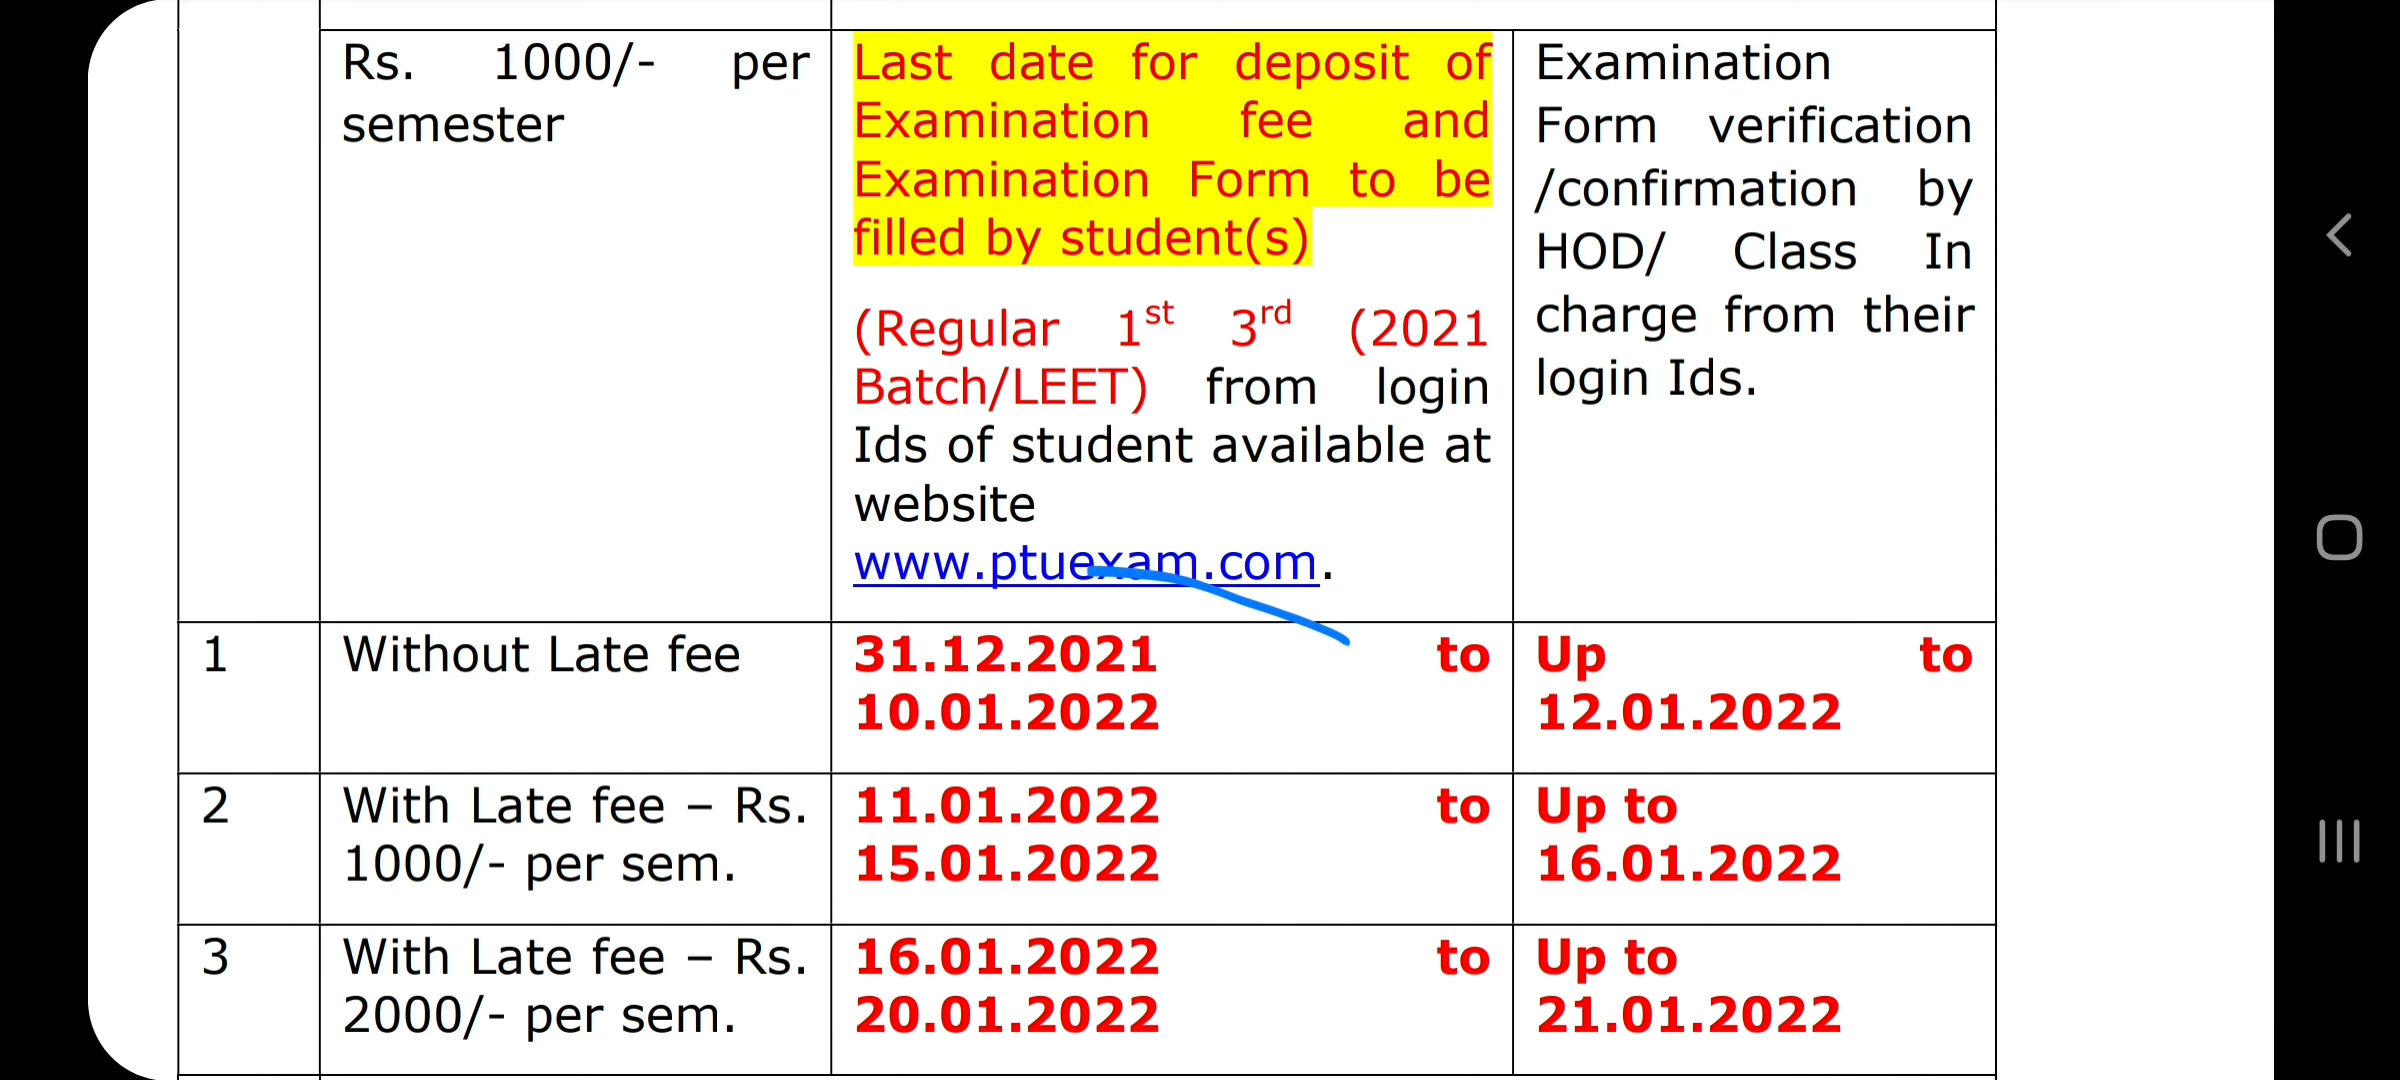 Rs. 1000/- per
semester
Last date for deposit of
Examination fee and
Examination Form to be
filled by student(s)
(Regular 1st 3rd (2021
Batch/LEET) from login
Ids of student available at
website
www.ptuexam.com.
Examination
Form verification
/confirmation by
HOD/ Class In
charge from their
login Ids.
1
Without Late fee
31.12.2021 to
10.01.2022
Up to
12.01.2022
2
With Late fee – Rs.
1000/- per sem.
11.01.2022 to
15.01.2022
Up to
16.01.2022
3
With Late fee – Rs.
2000/- per sem.
16.01.2022 to
20.01.2022
Up to
21.01.2022